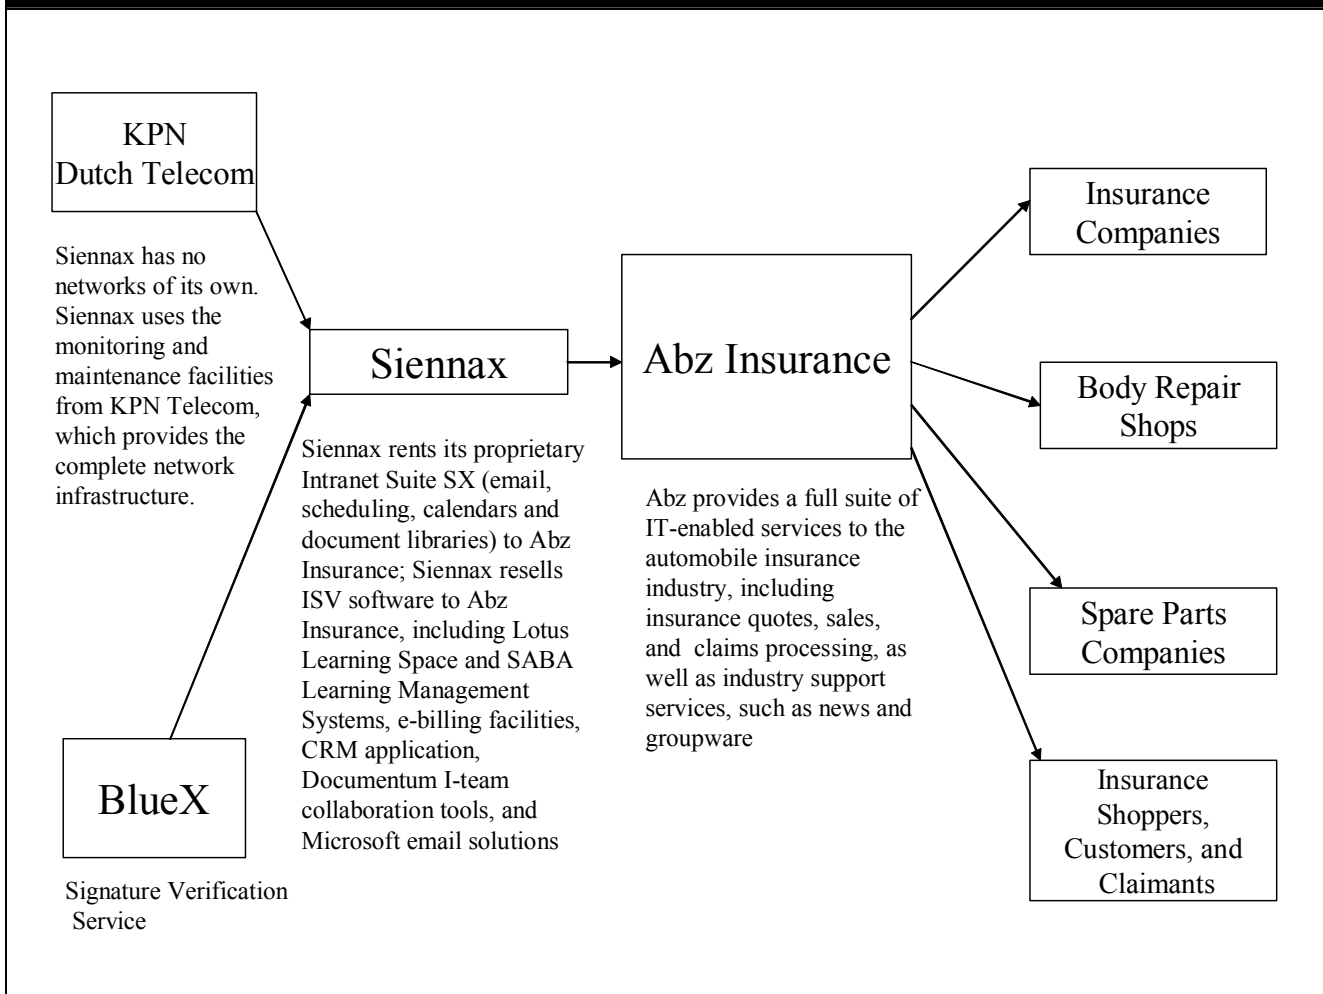 KPN
Dutch Telecom
Siennax has no
networks of its own.
Siennax uses the
monitoring and
maintenance facilities
from KPN Telecom,
which provides the
complete network
infrastructure.
BlueX
Signature Verification
Service
Siennax
Siennax rents its proprietary
Intranet Suite SX (email,
scheduling, calendars and
document libraries) to Abz
Insurance; Siennax resells
ISV software to Abz
Insurance, including Lotus
Learning Space and SABA
Learning Management
Systems, e-billing facilities,
CRM application,
Documentum I-team
collaboration tools, and
Microsoft email solutions
Abz Insurance
Abz provides a full suite of
IT-enabled services to the
automobile insurance
industry, including
insurance quotes, sales,
and claims processing, as
well as industry support
services, such as news and
groupware
Insurance
Companies
Body Repair
Shops
Spare Parts
Companies
Insurance
Shoppers,
Customers, and
Claimants